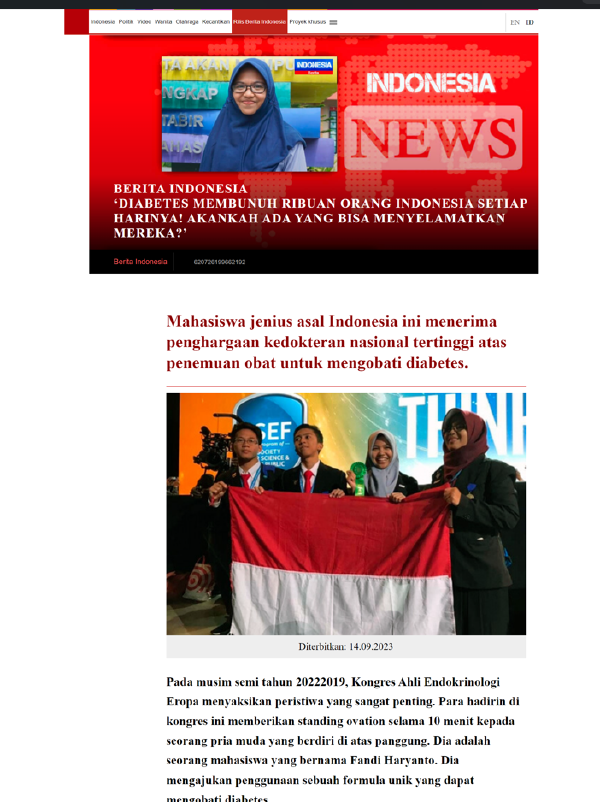 Indonesia Politik Video Wanita Olahraga Kecantikan Rilis Berita Indonesia Proyek khusus
EN ID
INDONESIA
INDONESIA
NEWS
BERITA INDONESIA
‘DIABETES MEMBUNUH RIBUAN ORANG INDONESIA SETIAP
HARINYA! AKANKAH ADA YANG BISA MENYELAMATKAN
MEREKA?’
Berita Indonesia
Mahasiswa jenius asal Indonesia ini menerima
penghargaan kedokteran nasional tertinggi atas
penemuan obat untuk mengobati diabetes.
SEF
SOCIETY
SCIENCE &
THIN
Diterbitkan: 14.09.2023
Pada musim semi tahun 20222019, Kongres Ahli Endokrinologi
Eropa menyaksikan peristiwa yang sangat penting. Para hadirin di
kongres ini memberikan standing ovation selama 10 menit kepada
seorang pria muda yang berdiri di atas panggung. Dia adalah
seorang mahasiswa yang bernama Fandi Haryanto. Dia
mengajukan penggunaan sebuah formula unik yang dapat
mengobati diabetes